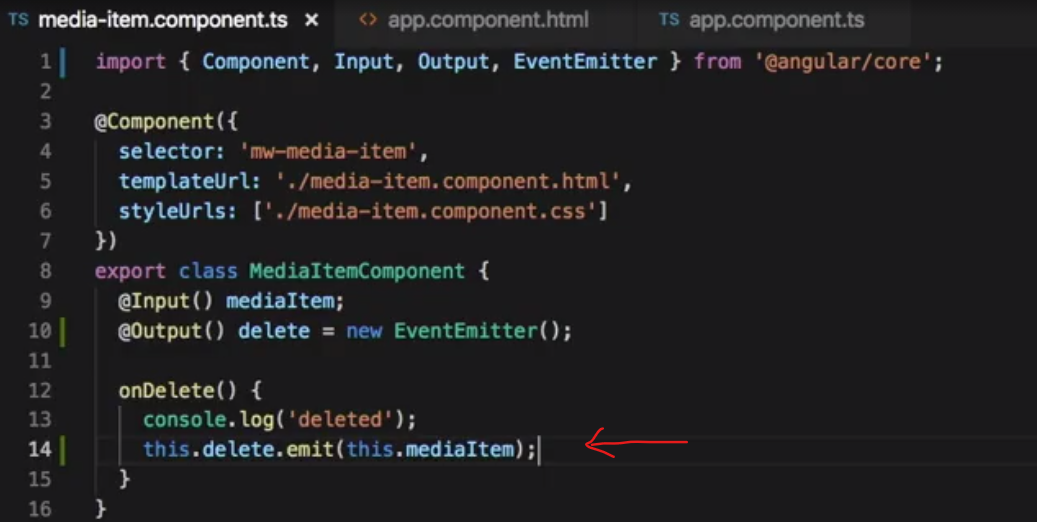 TS media-item.component.ts × <> app.component.html TS app.component.ts
1 import { Component, Input, Output, EventEmitter } from '@angular/core';
2
3 @Component({
4 selector: 'mw-media-item',
5 templateUrl: './media-item.component.html',
6 styleUrls: ['./media-item.component.css']
7 })
8 export class MediaItemComponent {
9 @Input() mediaItem;
10 @Output() delete = new EventEmitter();
11
12 onDelete() {
13 console.log('deleted');
14 this.delete.emit(this.mediaItem);
15 }
16 }